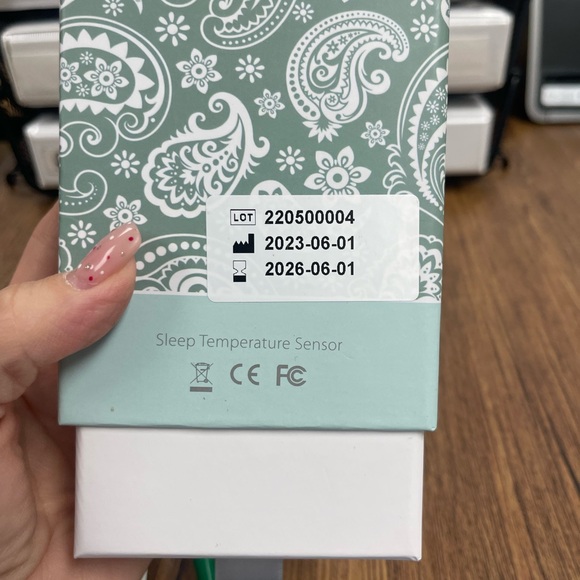 LOT 220500004
2023-06-01
2026-06-01
Sleep Temperature Sensor
CE FC